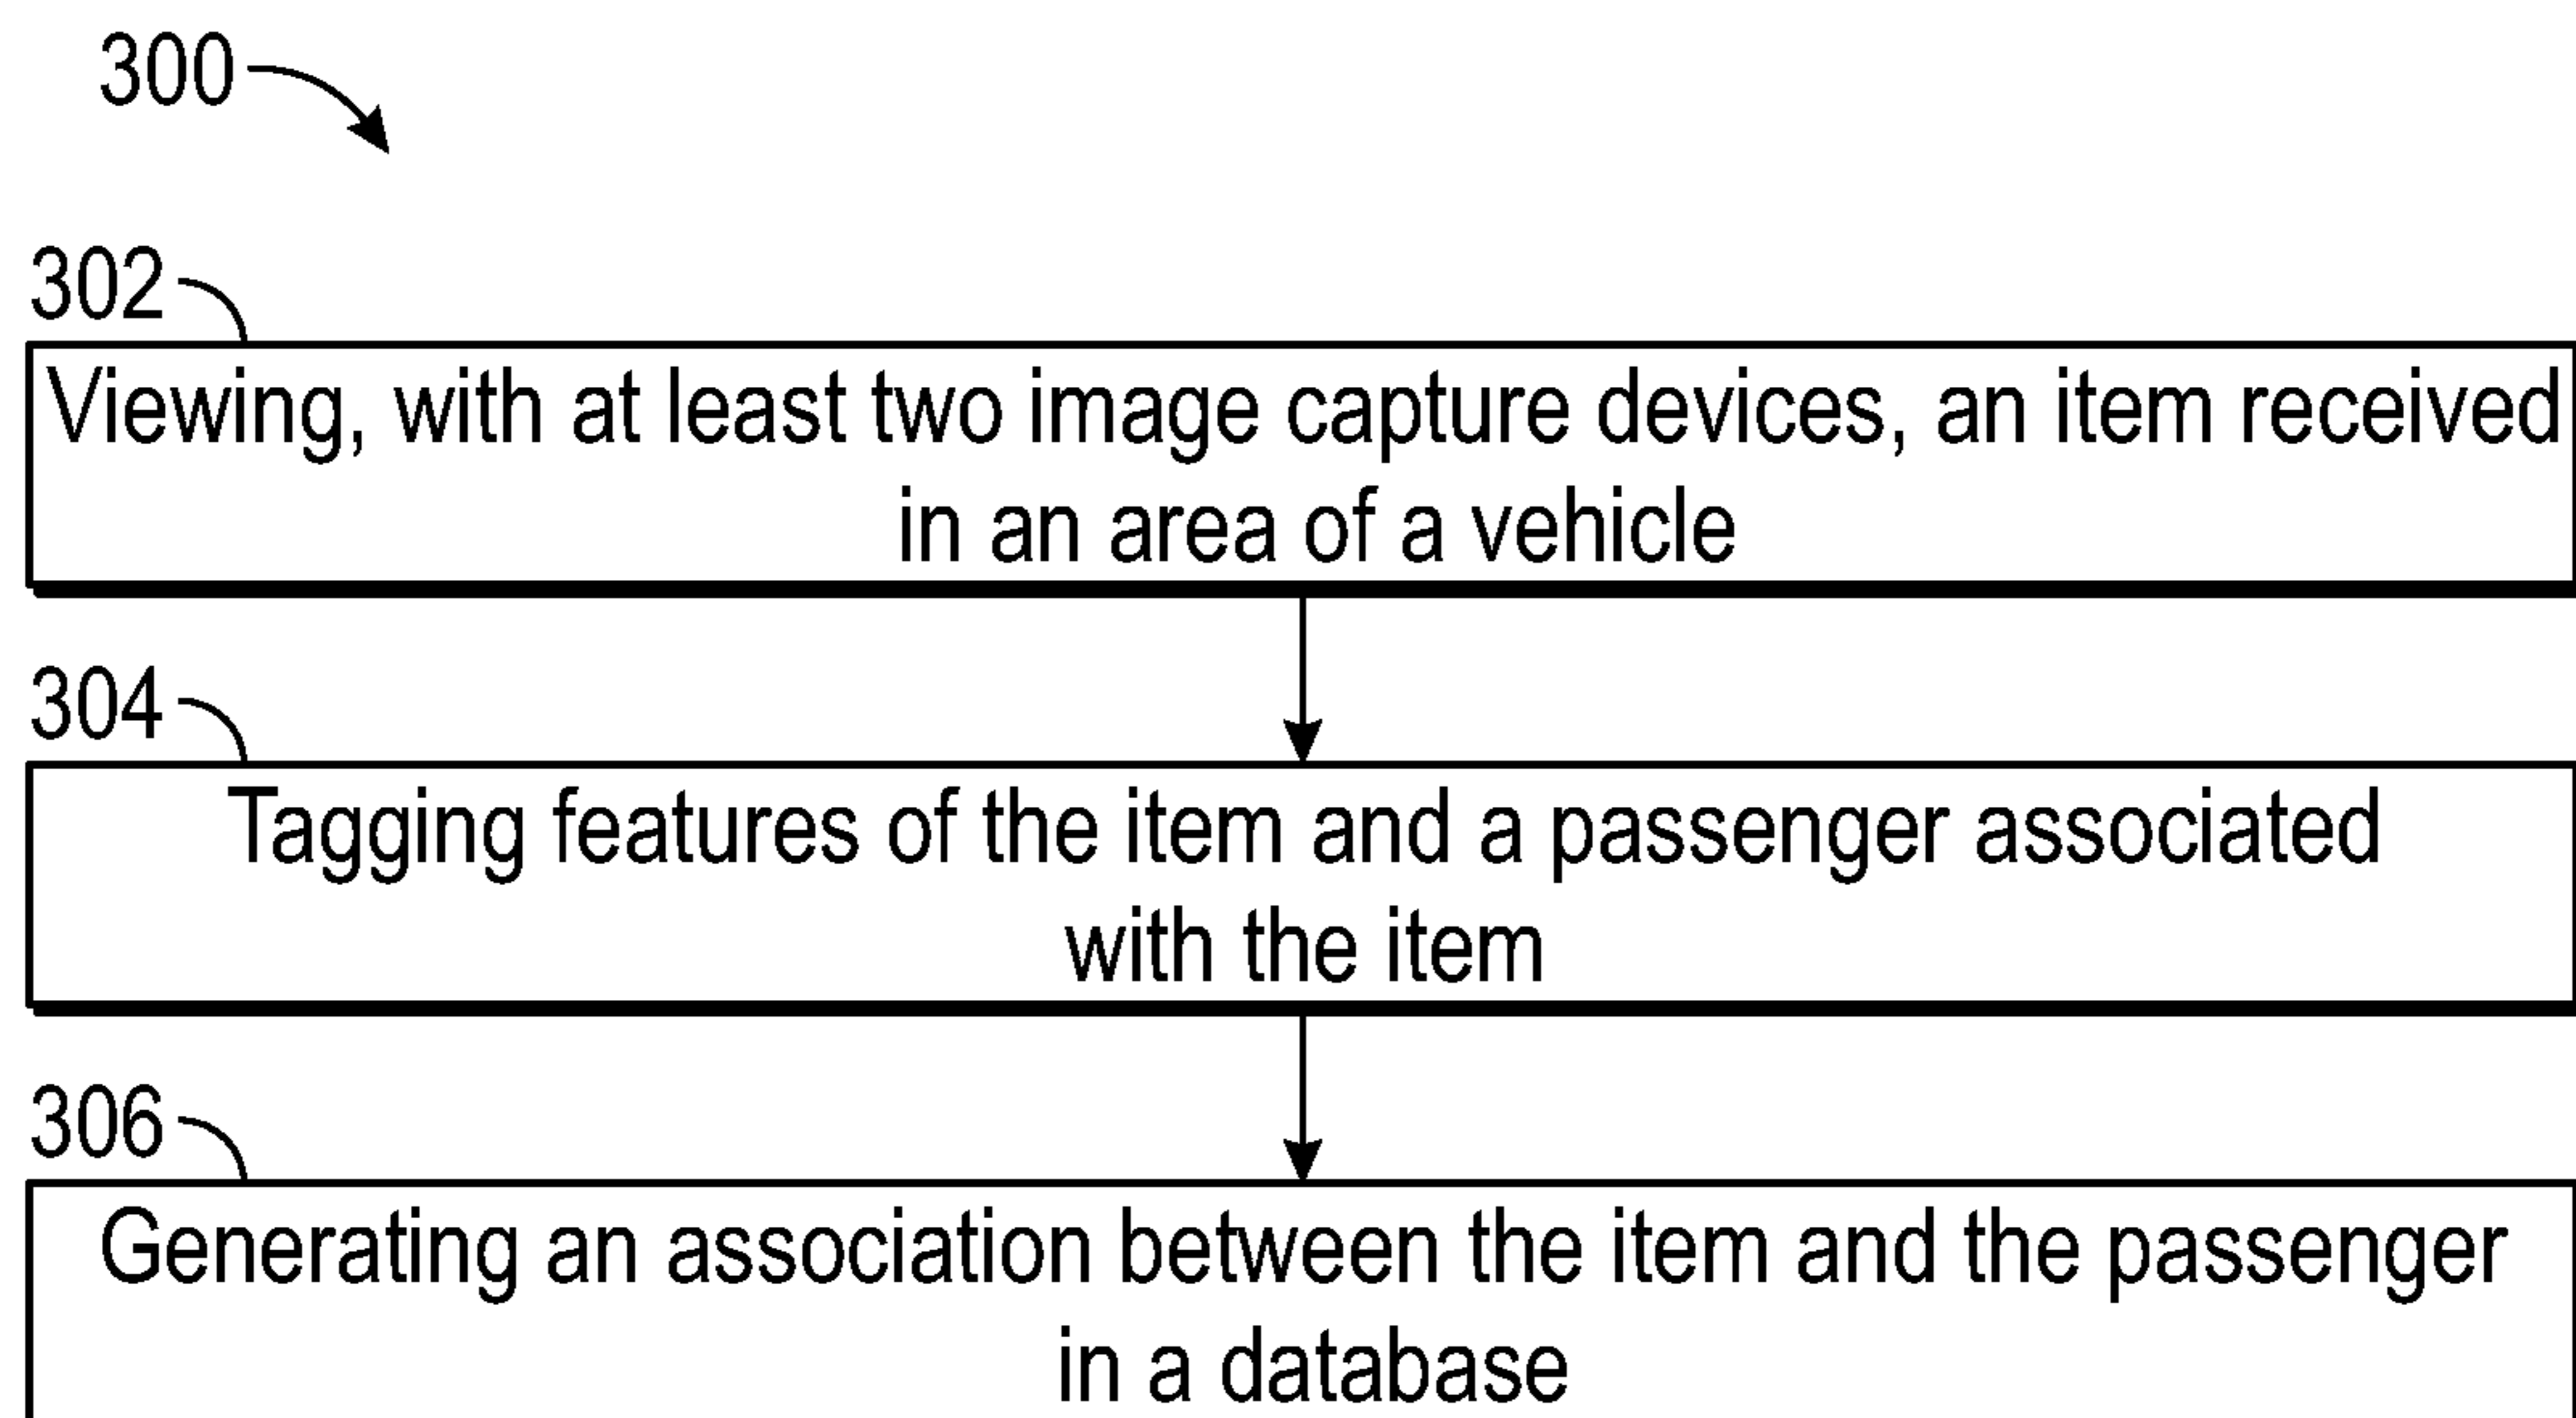 300
302
Viewing, with at least two image capture devices, an item received
in an area of a vehicle
304
Tagging features of the item and a passenger associated
with the item
306
Generating an association between the item and the passenger
in a database